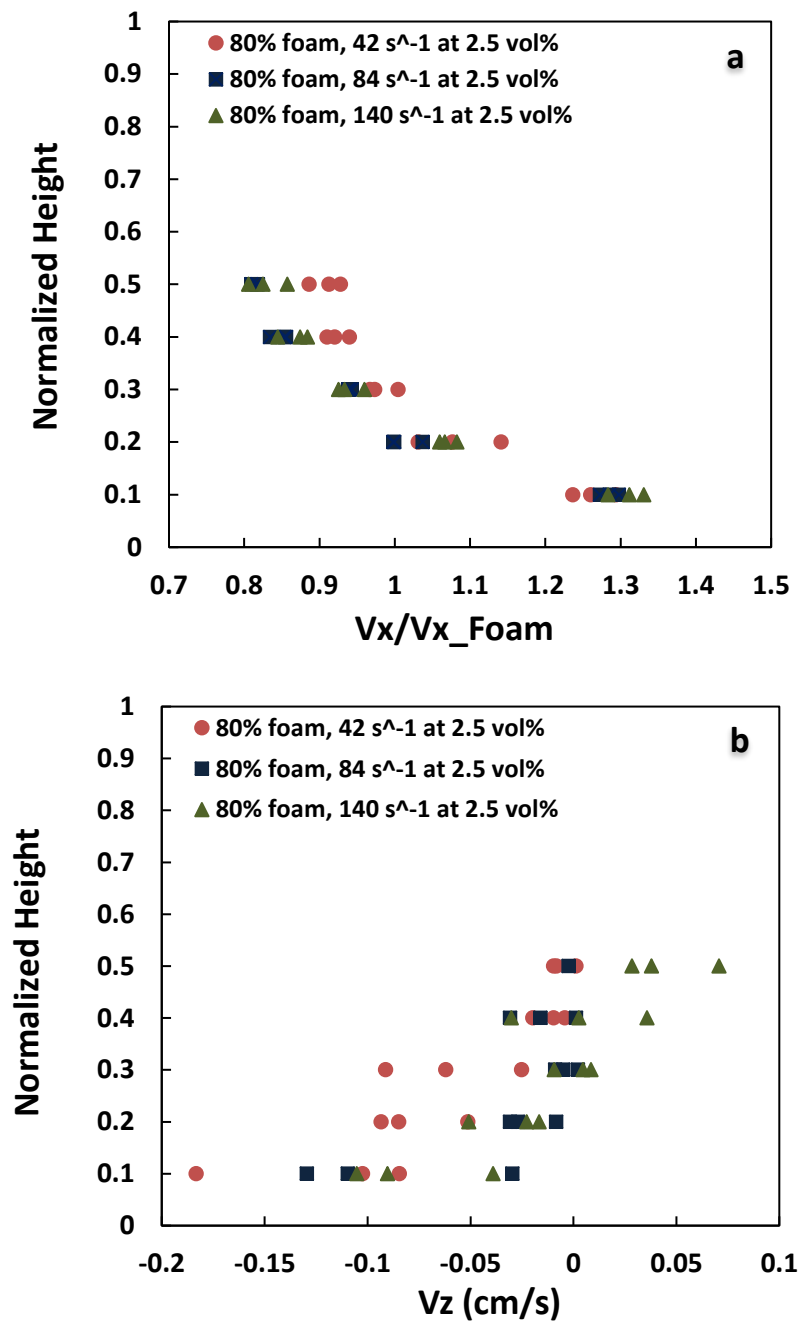 1
80% foam, 42 s^-1 at 2.5 vol%
a
0.9
80% foam, 84 s^-1 at 2.5 vol%
0.8
80% foam, 140 s^-1 at 2.5 vol%
0.7
0.6
0.5
0.4
0.3
0.2
0.1
0
Normalized Height
0.7 0.8 0.9 1 1.1 1.2 1.3 1.4 1.5
Vx/Vx_Foam
1
80% foam, 42 s^-1 at 2.5 vol%
b
0.9
80% foam, 84 s^-1 at 2.5 vol%
0.8
80% foam, 140 s^-1 at 2.5 vol%
0.7
0.6
0.5
0.4
0.3
0.2
0.1
0
Normalized Height
-0.2 -0.15 -0.1 -0.05 0 0.05 0.1
Vz (cm/s)